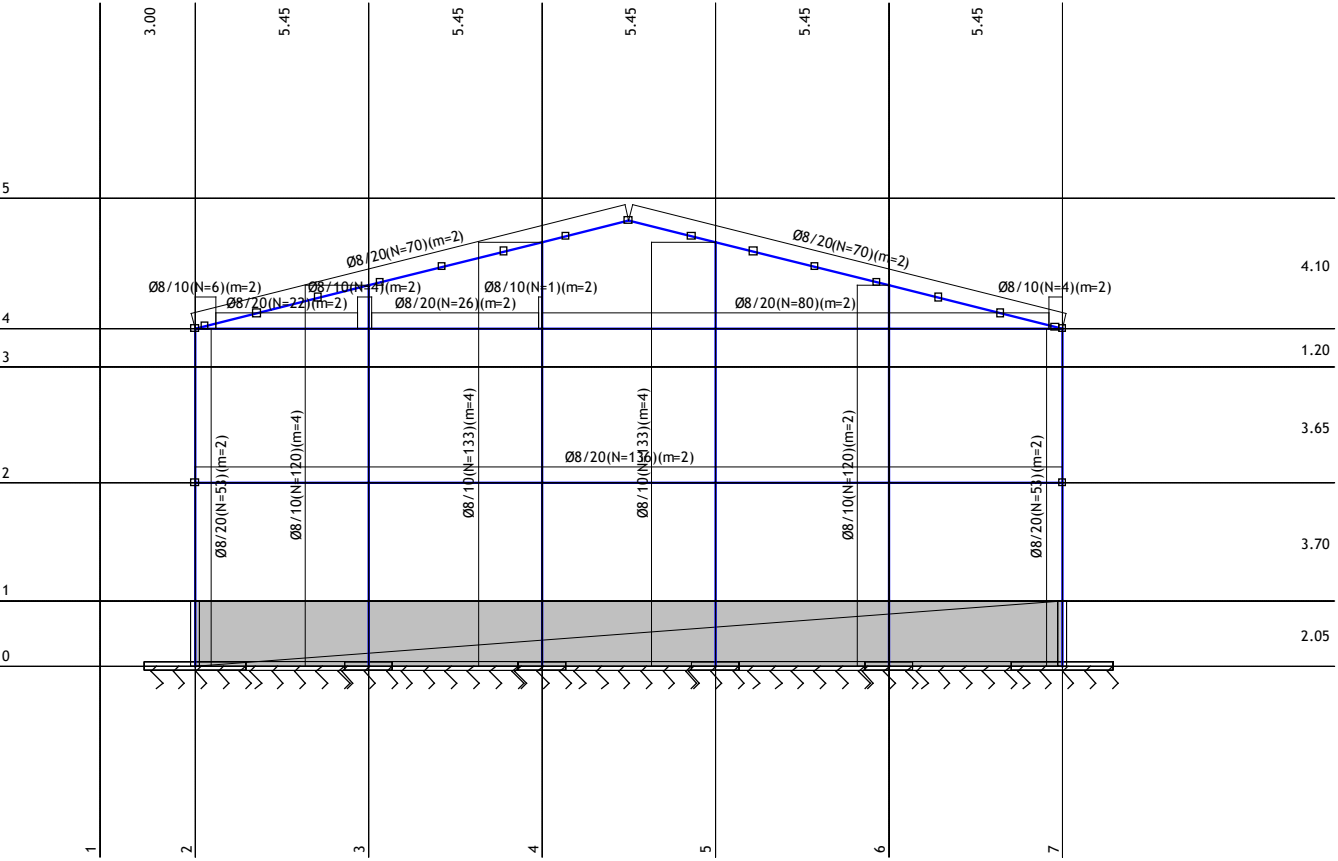 3.00
5.45
5.45
5.45
5.45
5.45
5
Ø8/20(N=70)(m=2)
Ø8/20(N=70)(m=2)
4.10
Ø8/10(N=6)(m=2)
Ø8/10(N=4)(m=2)
Ø8/10(N=1)(m=2)
Ø8/10(N=4)(m=2)
Ø8/20(N=22)(m=2)
Ø8/20(N=26)(m=2)
Ø8/20(N=80)(m=2)
4
1.20
3
3.65
Ø8/20(N=53)(m=2)
Ø8/10(N=120)(m=4)
Ø8/10(N=133)(m=4)
Ø8/10(N=133)(m=4)
Ø8/10(N=120)(m=2)
Ø8/20(N=53)(m=2)
Ø8/20(N=136)(m=2)
2
3.70
1
2.05
0
1
2
3
4
5
6
7